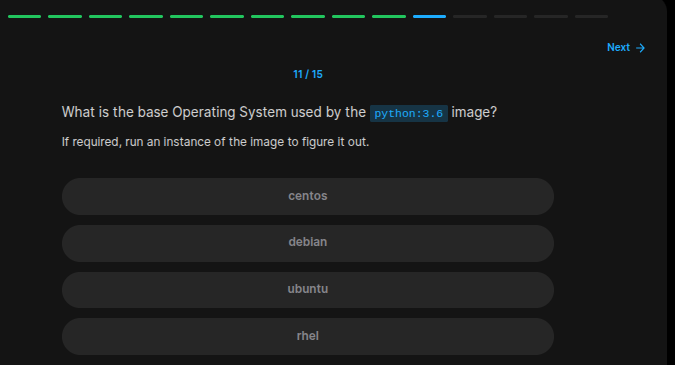 Next →
11 / 15
What is the base Operating System used by the python:3.6 image?
If required, run an instance of the image to figure it out.
centos
debian
ubuntu
rhel